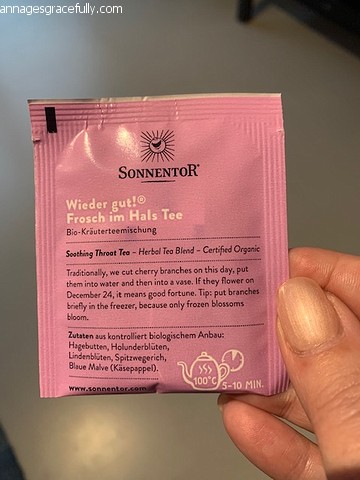 annagesgracefully.com
SONNENTOR®
Wieder gut!®
Frosch im Hals Tee
Bio-Kräuterteemischung
Soothing Throat Tea – Herbal Tea Blend – Certified Organic
Traditionally, we cut cherry branches on this day, put
them into water and then into a vase. If they flower on
December 24, it means good fortune. Tip: put branches
briefly in the freezer, because only frozen blossoms
bloom.
Zutaten aus kontrolliert biologischem Anbau:
Hagebutten, Holunderblüten,
Lindenblüten, Spitzwegerich,
Blaue Malve (Käsepappel).
www.sonnentor.com
100°C
5-10 MIN.